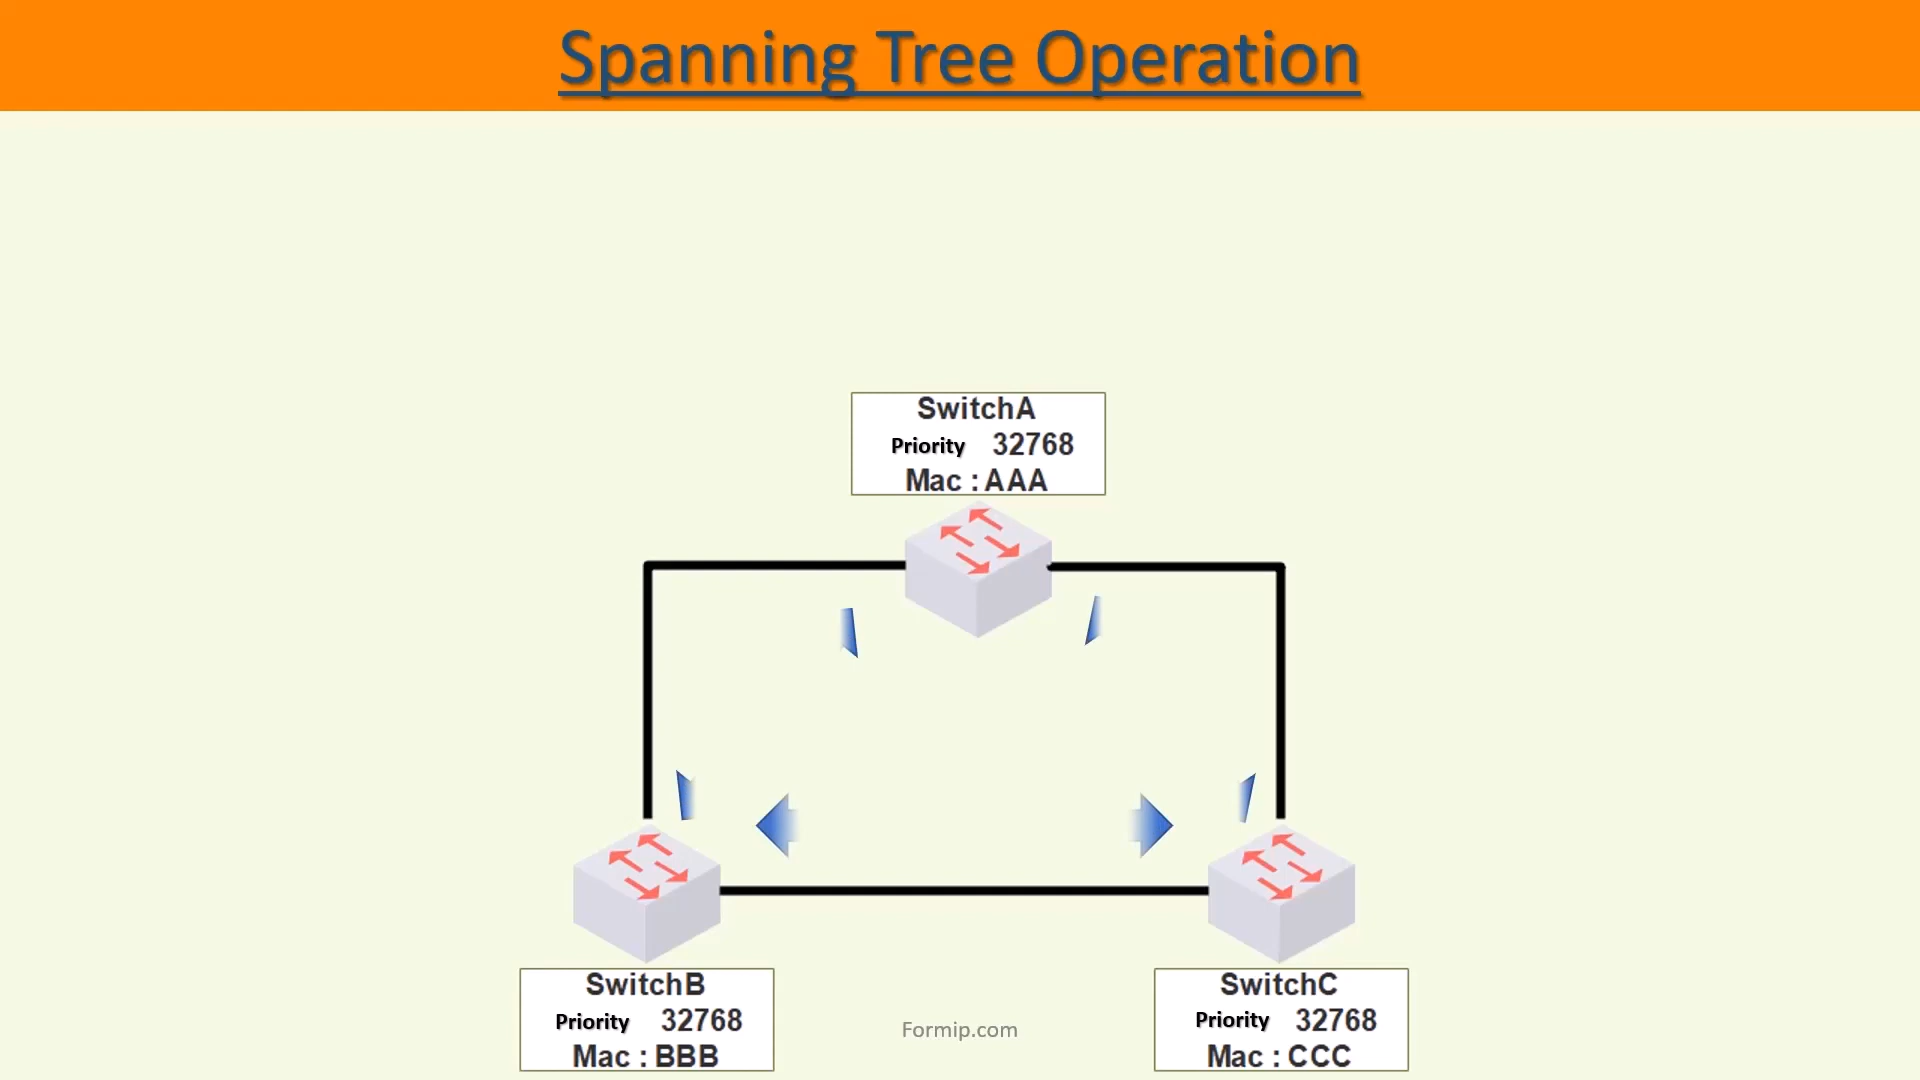 Spanning Tree Operation
SwitchA
Priority 32768
Mac : AAA
SwitchB
Priority 32768
Mac : BBB
Formip.com
SwitchC
Priority 32768
Mac : CCC